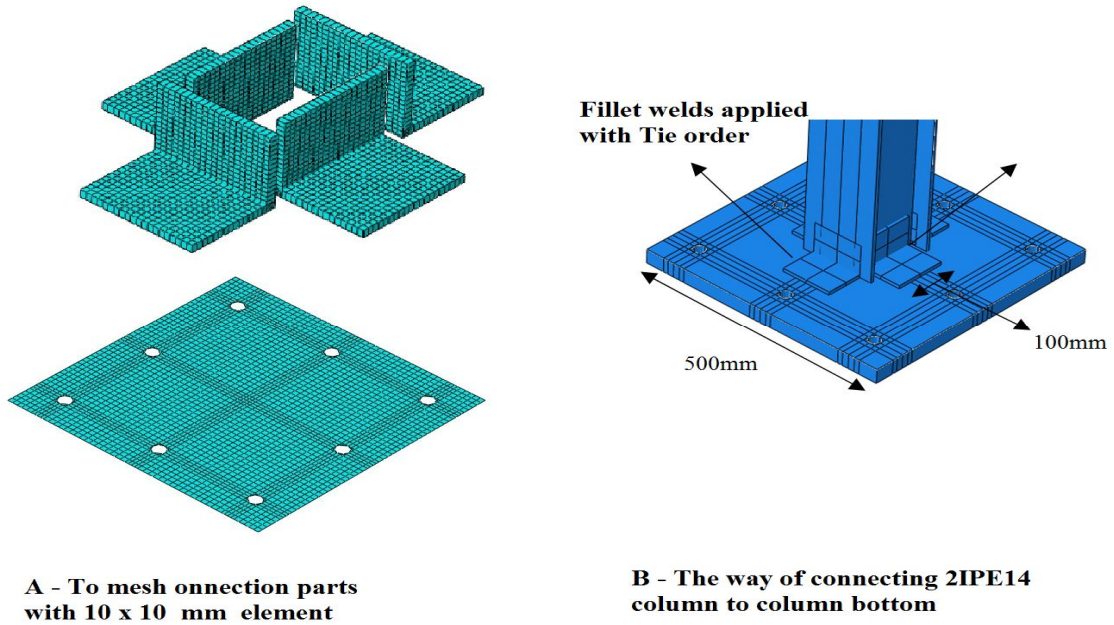 Fillet welds applied
with Tie order
100mm
500mm
A - To mesh onnection parts
with 10 x 10 mm element
B - The way of connecting 2IPE14
column to column bottom